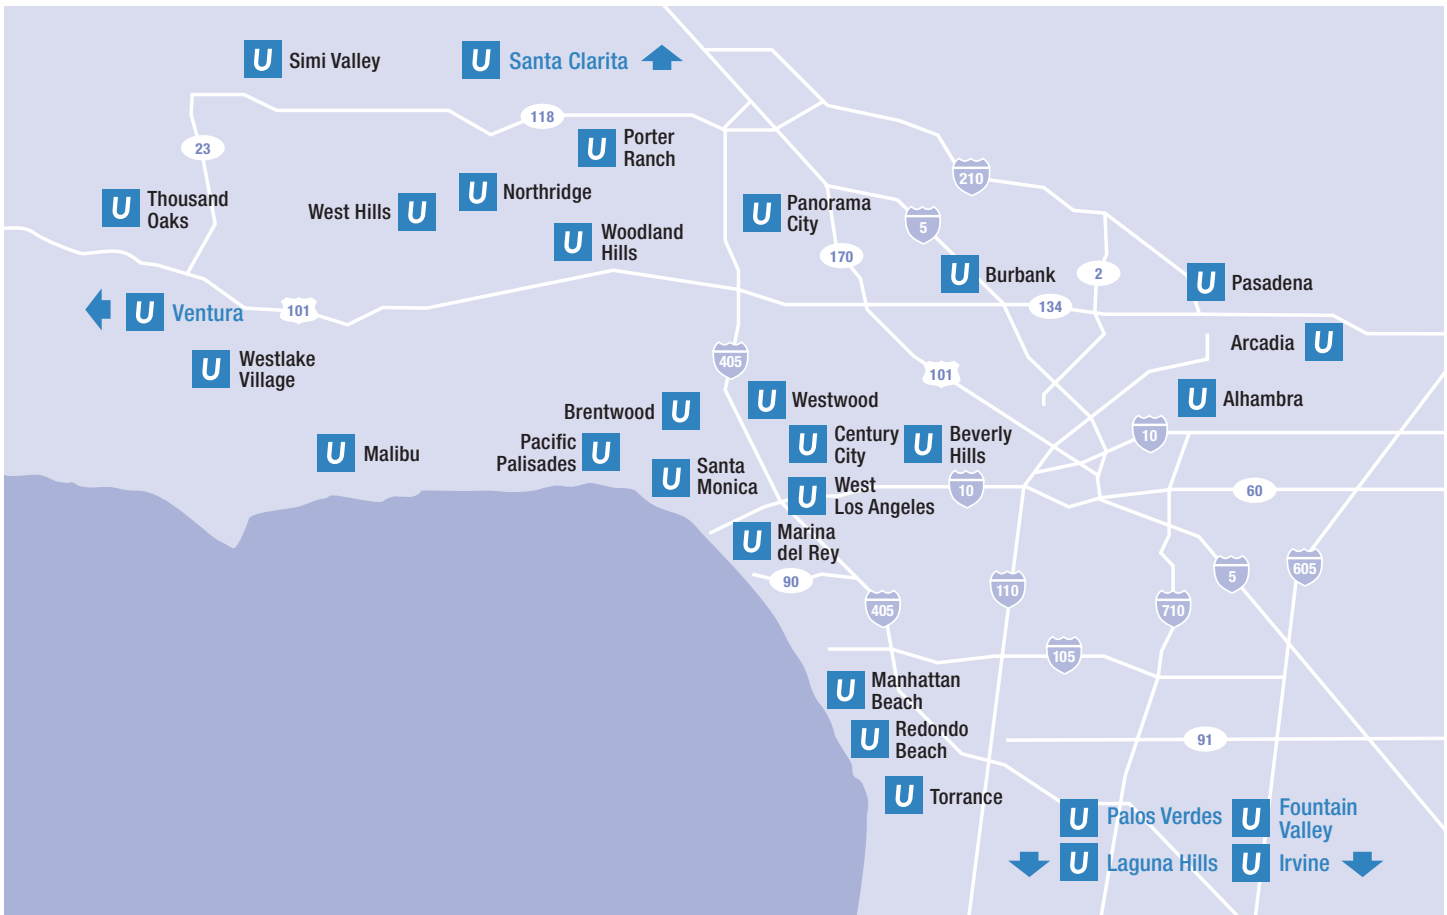 U Simi Valley
U Santa Clarita
118
23
U Porter
Ranch
210
U Thousand
Oaks
West Hills U
U Northridge
U Woodland
Hills
U Panorama
City
5
170
U Burbank
2
U Pasadena
134
U Ventura
101
Arcadia U
405
U Westlake
Village
101
Brentwood U
U Westwood
U Alhambra
U Malibu
Pacific
Palisades U
U Century
City
U Beverly
Hills
10
U Santa
Monica
U West
Los Angeles
10
60
U Marina
del Rey
90
405
110
710
5
605
105
U Manhattan
Beach
U Redondo
Beach
91
U Torrance
U Palos Verdes
U Fountain
Valley
U Laguna Hills
U Irvine